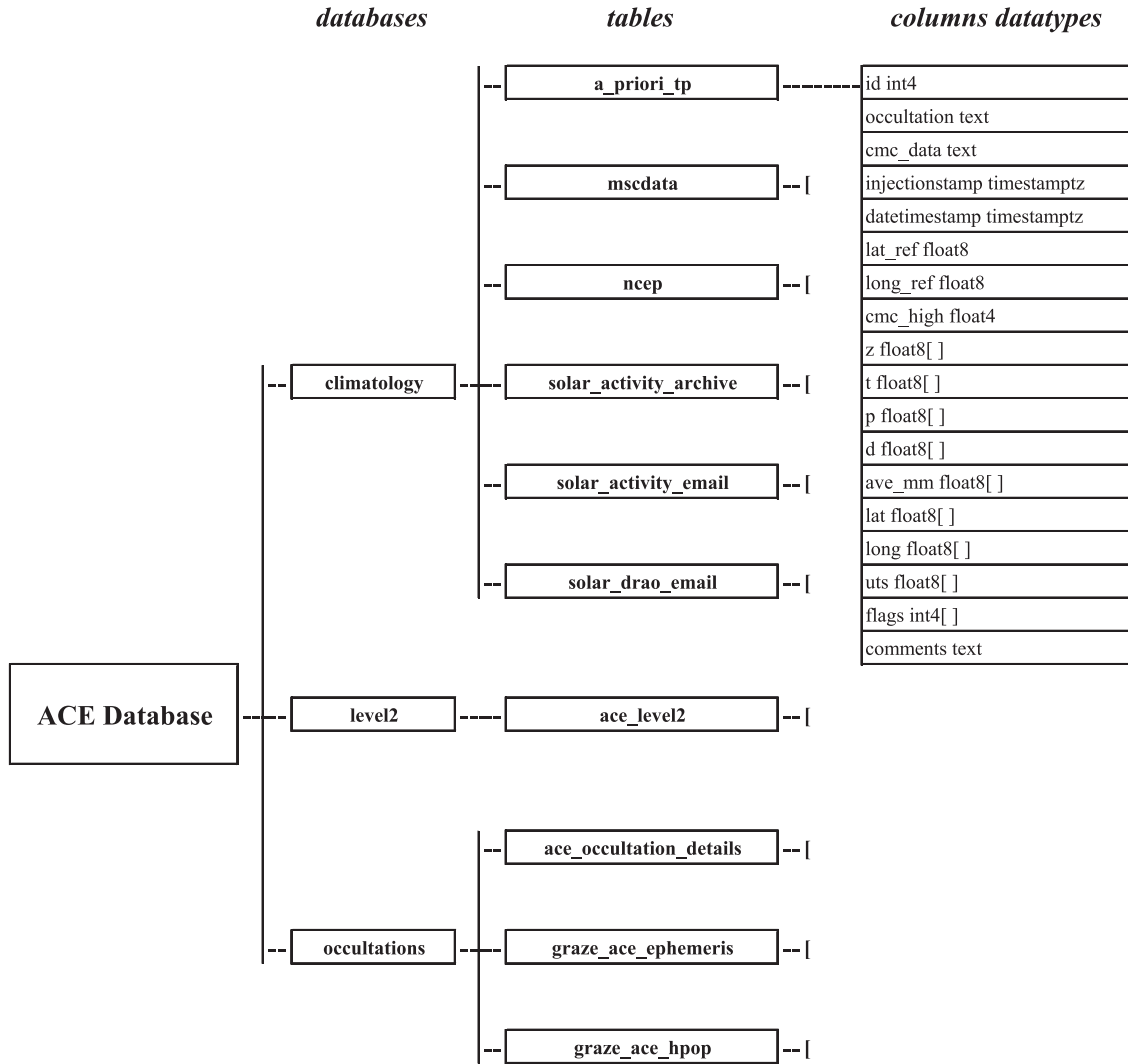 databases tables columns datatypes
a_priori_tp
id int4
occultation text
cmc_data text
mscdata [
injectionstamp timestamptz
datetimestamp timestamptz
lat_ref float8
ncep [
long_ref float8
cmc_high float4
z float8[ ]
climatology
solar_activity_archive [
t float8[ ]
p float8[ ]
d float8[ ]
solar_activity_email [
ave_mm float8[ ]
lat float8[ ]
long float8[ ]
solar_drao_email [
uts float8[ ]
flags int4[ ]
comments text
ACE Database
level2
ace_level2 [
ace_occultation_details [
occultations
graze_ace_ephemeris [
graze_ace_hpop [